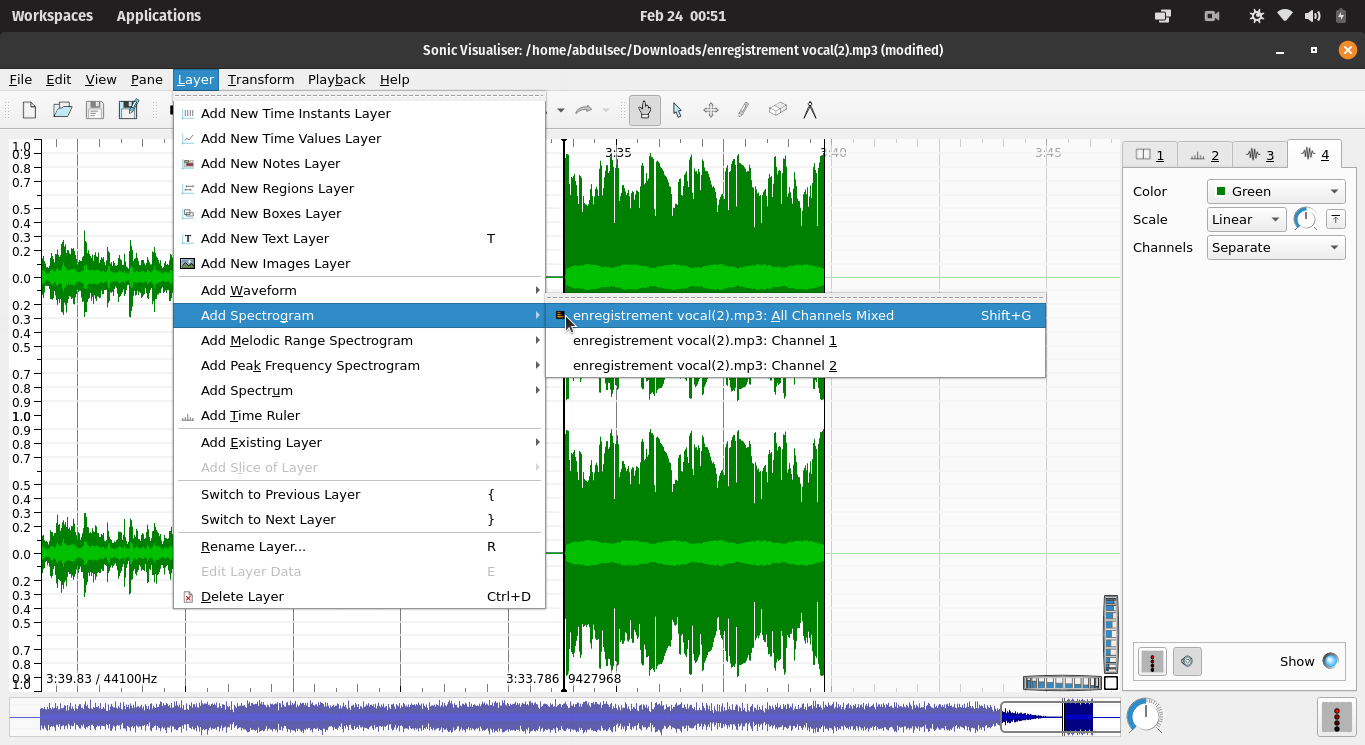 Workspaces Applications Feb 24 00:51
Sonic Visualiser: /home/abdulsec/Downloads/enregistrement vocal(2).mp3 (modified)
File Edit View Pane Layer Transform Playback Help
Add New Time Instants Layer
Add New Time Values Layer
Add New Notes Layer
Add New Regions Layer
Add New Boxes Layer
Add New Text Layer T
Add New Images Layer
Add Waveform
Add Spectrogram
Add Melodic Range Spectrogram
Add Peak Frequency Spectrogram
Add Spectrum
Add Time Ruler
Add Existing Layer
Add Slice of Layer
Switch to Previous Layer {
Switch to Next Layer }
Rename Layer... R
Edit Layer Data E
Delete Layer Ctrl+D
enregistrement vocal(2).mp3: All Channels Mixed Shift+G
enregistrement vocal(2).mp3: Channel 1
enregistrement vocal(2).mp3: Channel 2
3:35 3:40 3:45
1.0
0.9
0.8
0.7
0.5
0.4
0.3
0.2
0.0
0.2
0.3
0.5
0.7
0.8
0.9
1.0
0.9
0.8
0.7
0.5
0.4
0.3
0.2
0.0
0.2
0.3
0.4
0.5
0.7
0.8
0.9
1.0
3:39.83 / 44100Hz 3:33.786 9427968
1 2 3 4
Color Green
Scale Linear
Channels Separate
Show